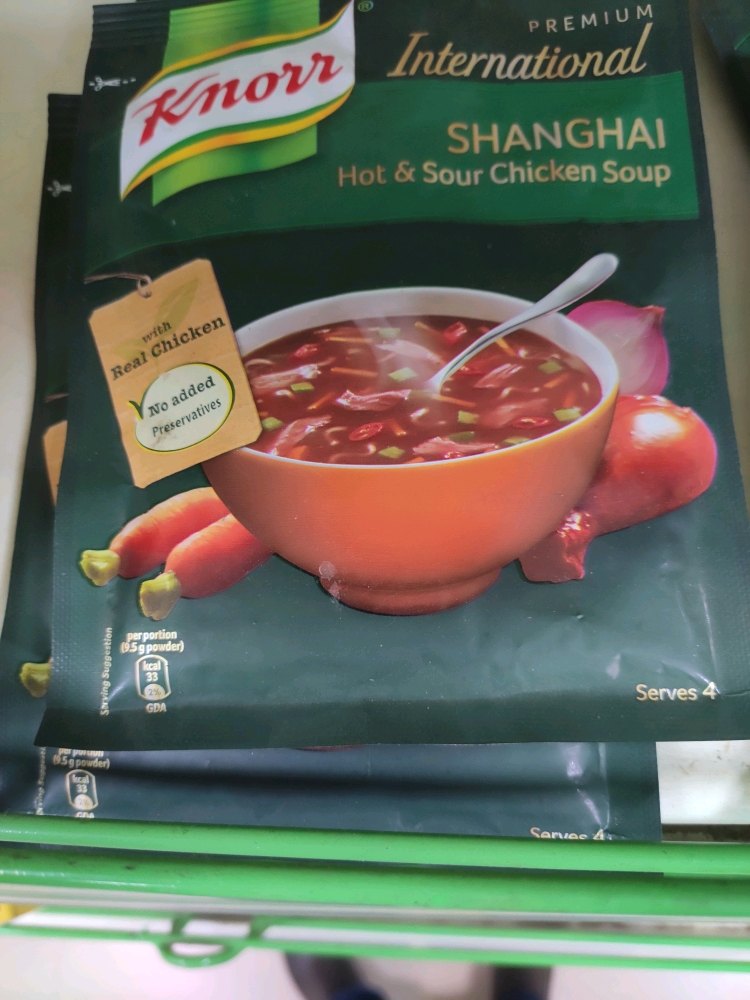 Knorr
®
PREMIUM
International
SHANGHAI
Hot & Sour Chicken Soup
with
Real Chicken
No added
Preservatives
Serving Suggestion
per portion
(9.5 g powder)
kcal
33
2%
GDA
Serves 4
per portion
(9.5 g powder)
kcal
33
GDA
Serves 4